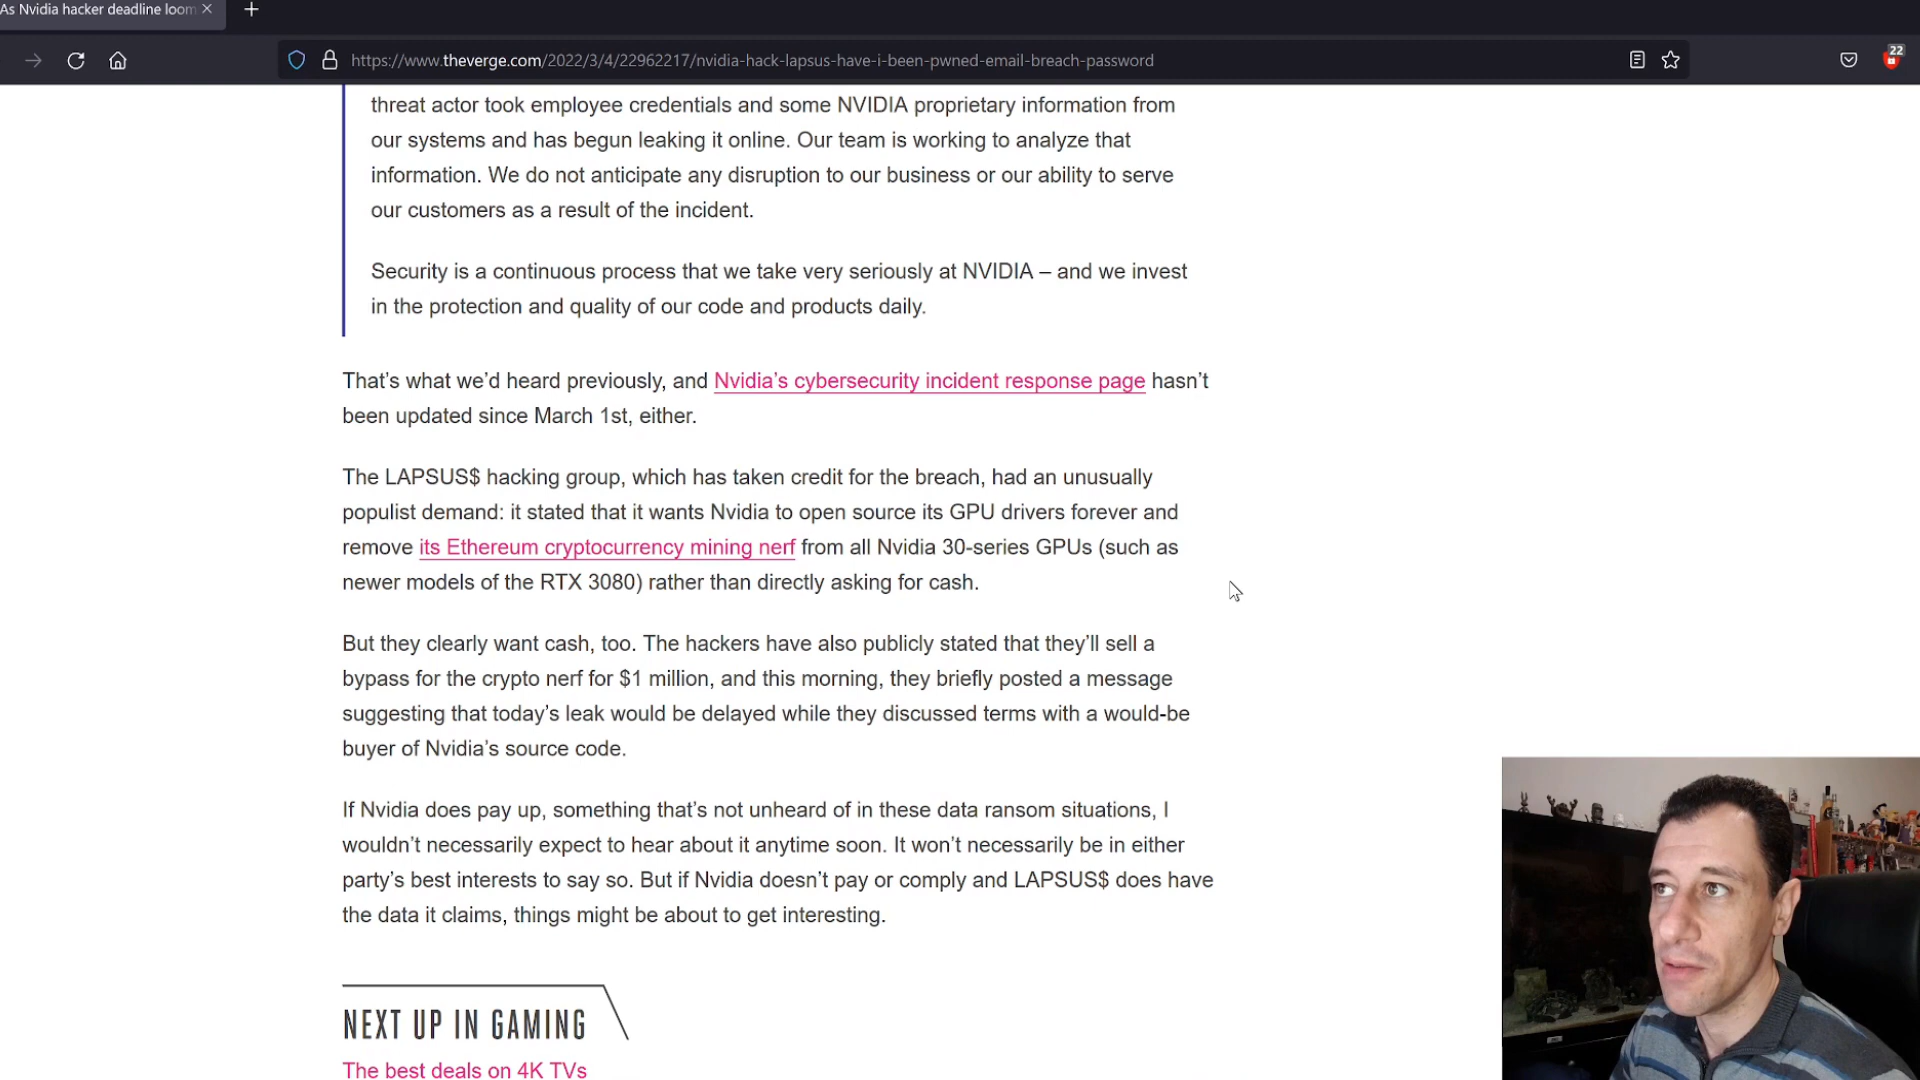 As Nvidia hacker deadline loom
22
https://www.theverge.com/2022/3/4/22962217/nvidia-hack-lapsus-have-i-been-pwned-email-breach-password
threat actor took employee credentials and some NVIDIA proprietary information from
our systems and has begun leaking it online. Our team is working to analyze that
information. We do not anticipate any disruption to our business or our ability to serve
our customers as a result of the incident.
Security is a continuous process that we take very seriously at NVIDIA – and we invest
in the protection and quality of our code and products daily.
That’s what we’d heard previously, and Nvidia’s cybersecurity incident response page hasn’t
been updated since March 1st, either.
The LAPSUS$ hacking group, which has taken credit for the breach, had an unusually
populist demand: it stated that it wants Nvidia to open source its GPU drivers forever and
remove its Ethereum cryptocurrency mining nerf from all Nvidia 30-series GPUs (such as
newer models of the RTX 3080) rather than directly asking for cash.
But they clearly want cash, too. The hackers have also publicly stated that they’ll sell a
bypass for the crypto nerf for $1 million, and this morning, they briefly posted a message
suggesting that today’s leak would be delayed while they discussed terms with a would-be
buyer of Nvidia’s source code.
If Nvidia does pay up, something that’s not unheard of in these data ransom situations, I
wouldn’t necessarily expect to hear about it anytime soon. It won’t necessarily be in either
party’s best interests to say so. But if Nvidia doesn’t pay or comply and LAPSUS$ does have
the data it claims, things might be about to get interesting.
NEXT UP IN GAMING
The best deals on 4K TVs